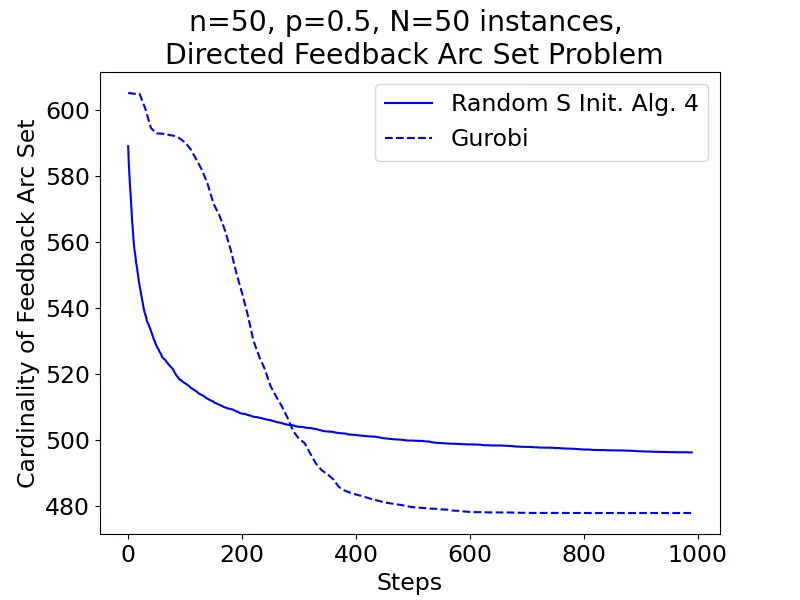 n=50, p=0.5, N=50 instances,
Directed Feedback Arc Set Problem
Random S Init. Alg. 4
Gurobi
Cardinality of Feedback Arc Set
600
580
560
540
520
500
480
0 200 400 600 800 1000
Steps